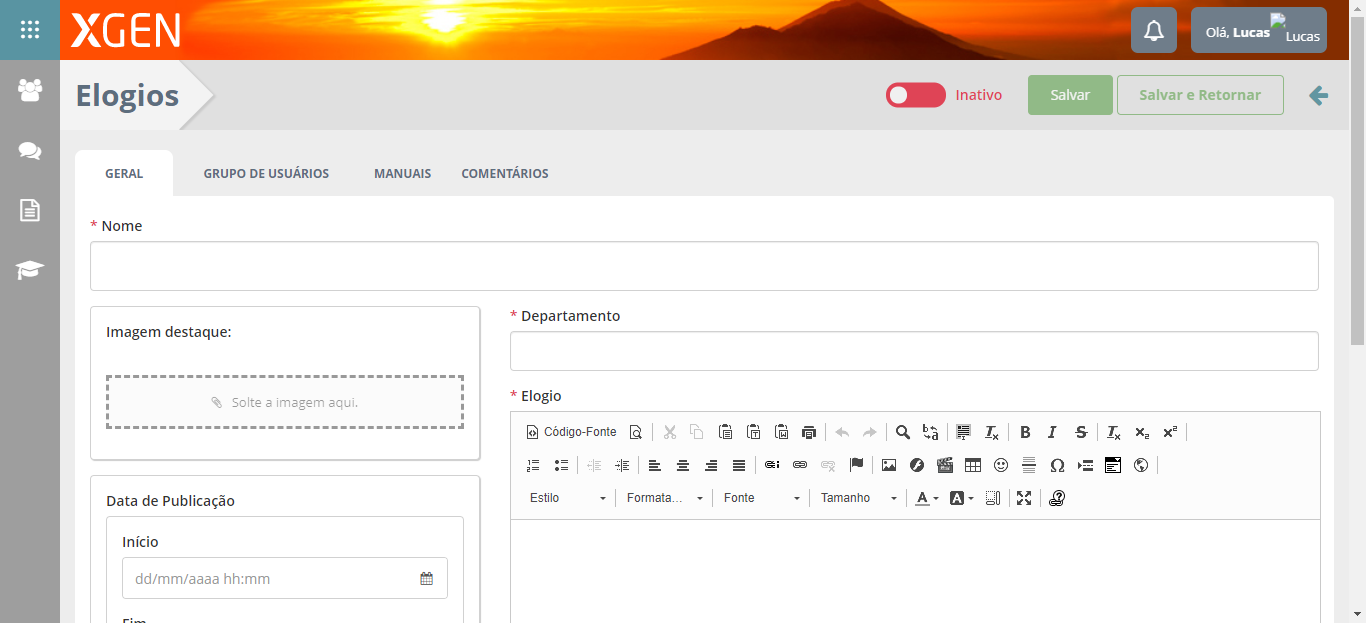 XGEN
Olá, Lucas
Lucas
Elogios
Inativo
Salvar
Salvar e Retornar
GERAL
GRUPO DE USUÁRIOS
MANUAIS
COMENTÁRIOS
* Nome
Imagem destaque:
Solte a imagem aqui.
* Departamento
* Elogio
Código-Fonte
Estilo
Formata...
Fonte
Tamanho
Data de Publicação
Início
dd/mm/aaaa hh:mm
Fim